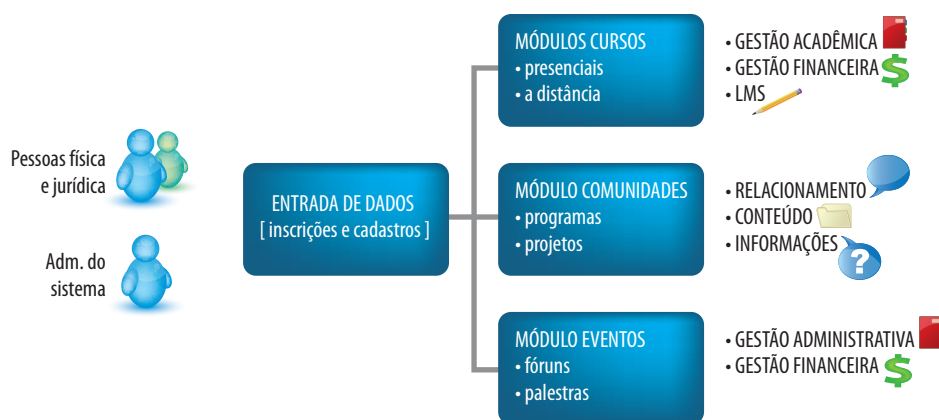 Pessoas física
e jurídica
Adm. do
sistema
ENTRADA DE DADOS
[ inscrições e cadastros ]
MÓDULOS CURSOS
• presenciais
• a distância
• GESTÃO ACADÊMICA
• GESTÃO FINANCEIRA
• LMS
MÓDULO COMUNIDADES
• programas
• projetos
• RELACIONAMENTO
• CONTEÚDO
• INFORMAÇÕES
MÓDULO EVENTOS
• fóruns
• palestras
• GESTÃO ADMINISTRATIVA
• GESTÃO FINANCEIRA